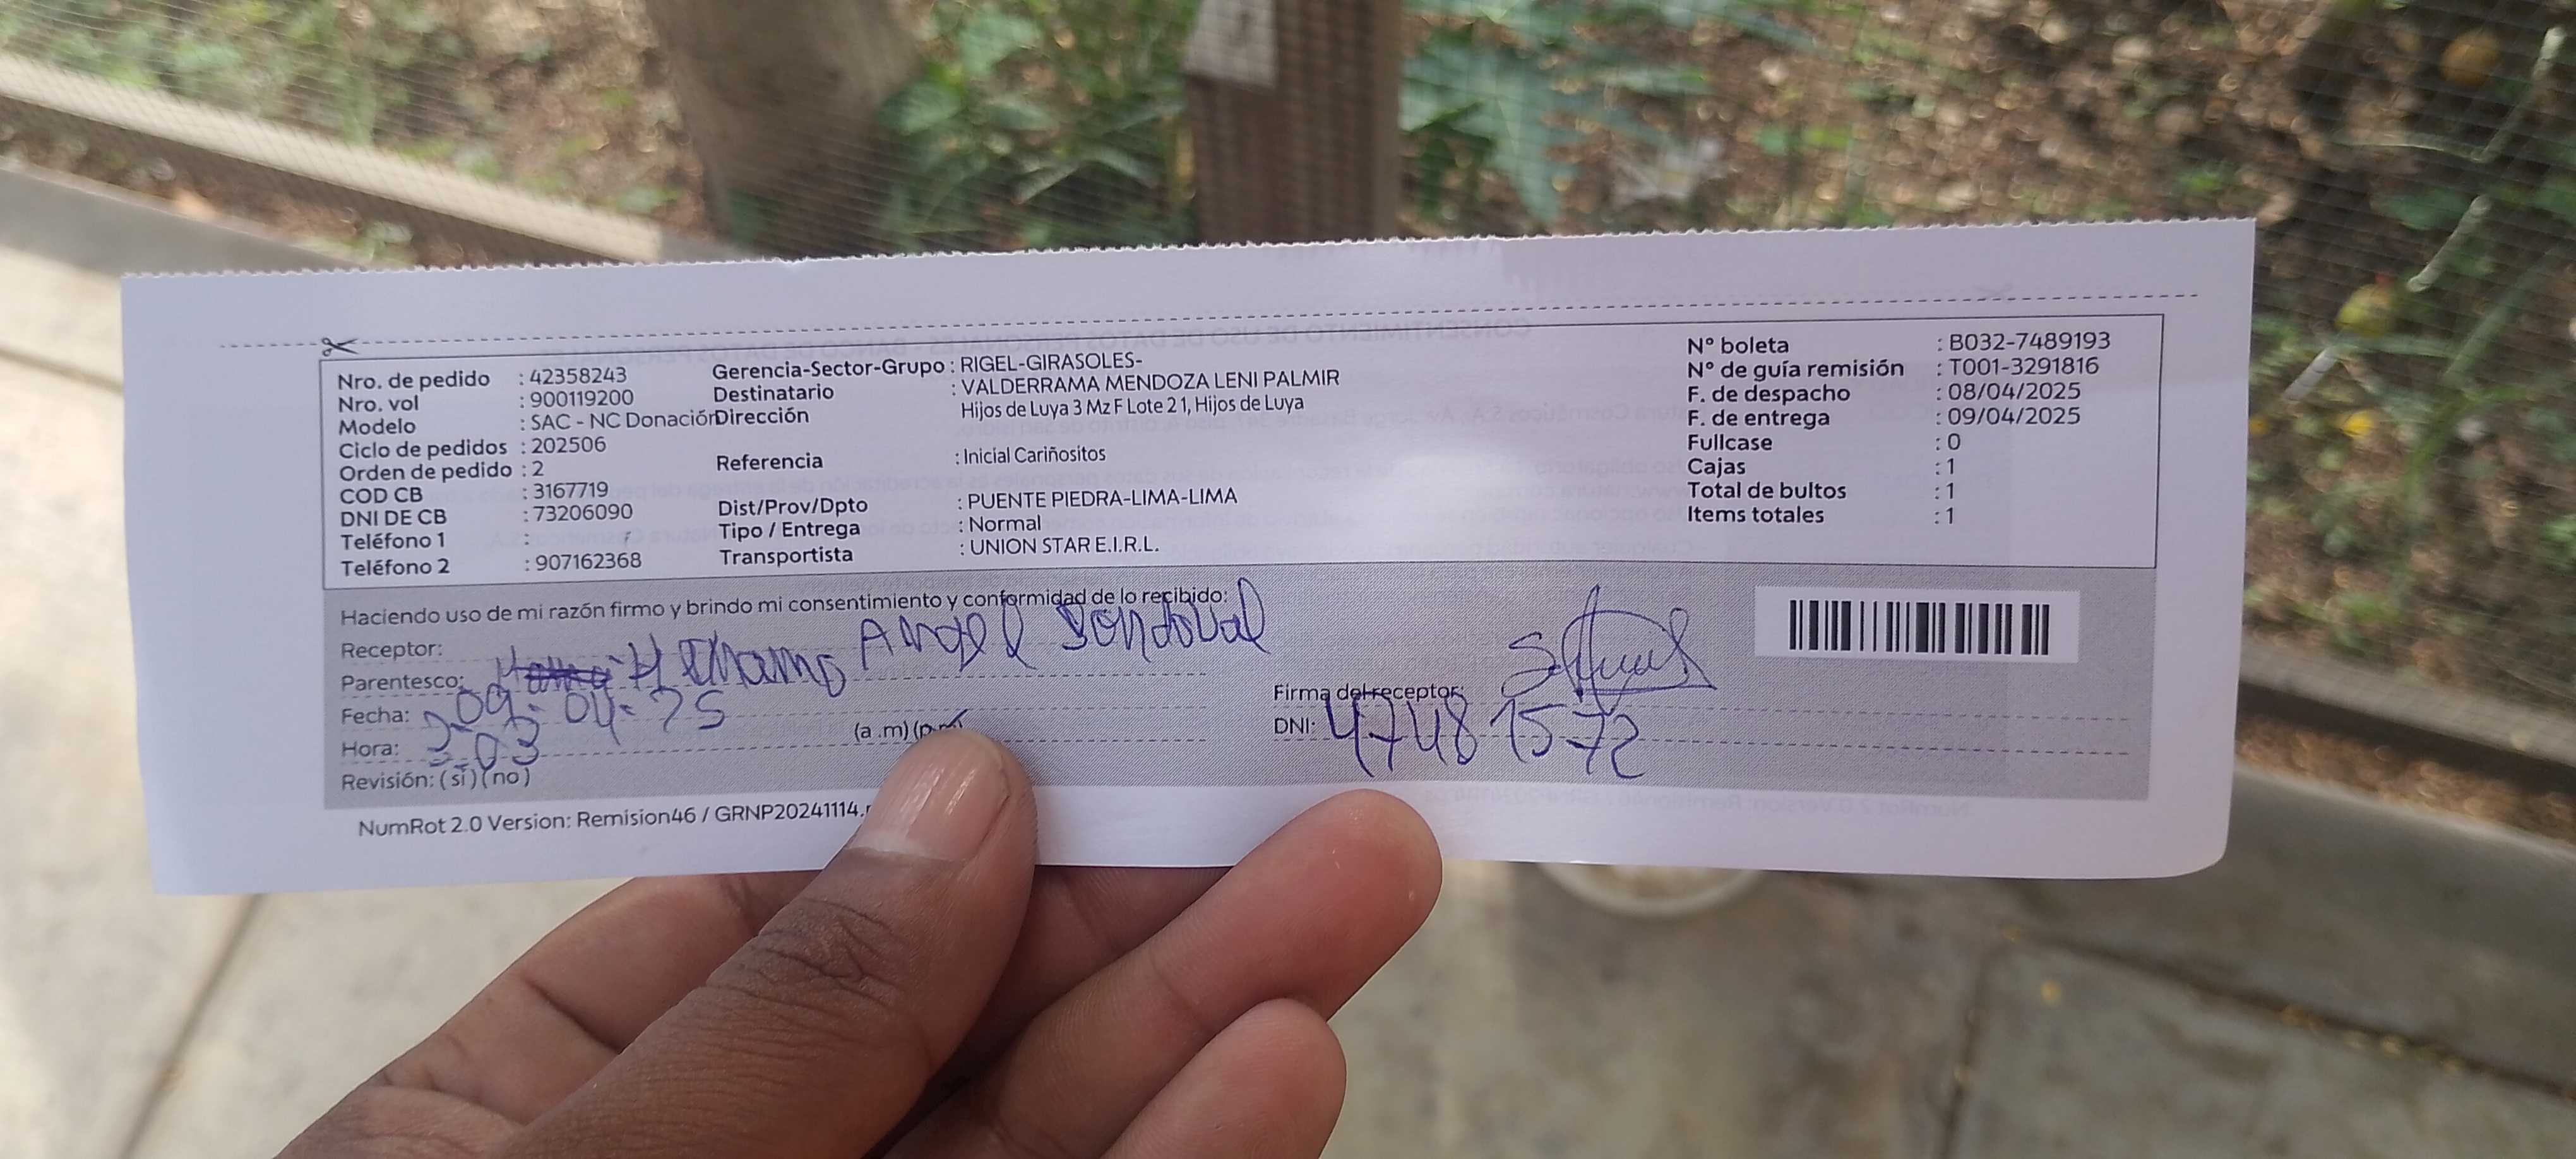 Nro. de pedido : 42358243
Nro. vol : 900119200
Modelo : SAC - NC Donación
Ciclo de pedidos : 202506
Orden de pedido : 2
COD CB : 3167719
DNI DE CB : 73206090
Teléfono 1 :
Teléfono 2 : 907162368
Gerencia-Sector-Grupo : RIGEL-GIRASOLES-
Destinatario : VALDERRAMA MENDOZA LENI PALMIR
Dirección Hijos de Luya 3 Mz F Lote 21, Hijos de Luya
Referencia : Inicial Cariñositos
Dist/Prov/Dpto : PUENTE PIEDRA-LIMA-LIMA
Tipo / Entrega : Normal
Transportista : UNION STAR E.I.R.L.
N° boleta : B032-7489193
N° de guía remisión : T001-3291816
F. de despacho : 08/04/2025
F. de entrega : 09/04/2025
Fullcase : 0
Cajas : 1
Total de bultos : 1
Items totales : 1
Haciendo uso de mi razón firmo y brindo mi consentimiento y conformidad de lo recibido:
Receptor: Angel Sandoval
Parentesco:
Fecha: 09-04-25
Hora: 3:03 (a.m) (p.m)
Revisión: (si) (no)
Firma del receptor:
DNI: 47481572
NumRot 2.0 Version: Remision46 / GRNP20241114.